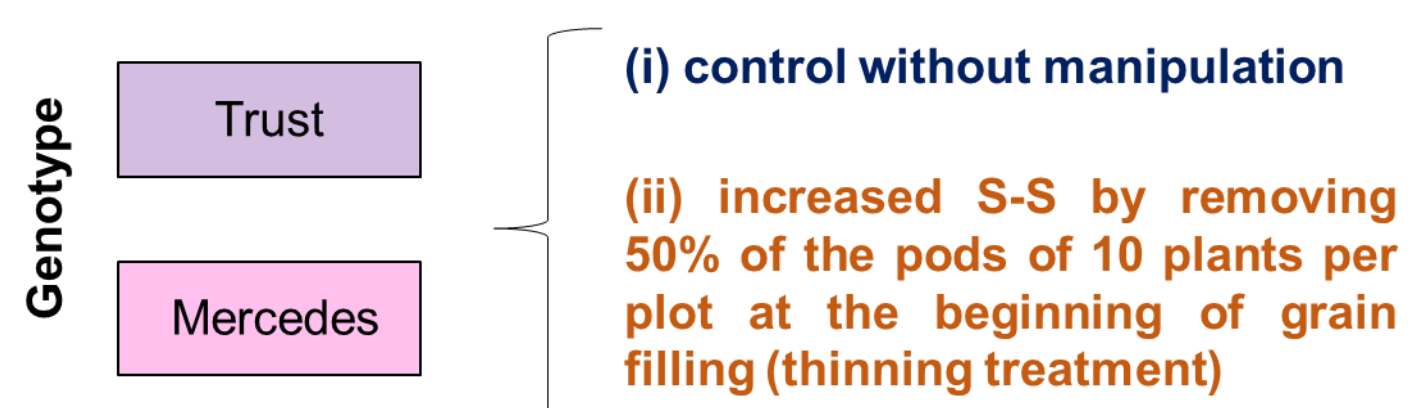 Genotype
Trust
Mercedes
(i) control without manipulation
(ii) increased S-S by removing
50% of the pods of 10 plants per
plot at the beginning of grain
filling (thinning treatment)